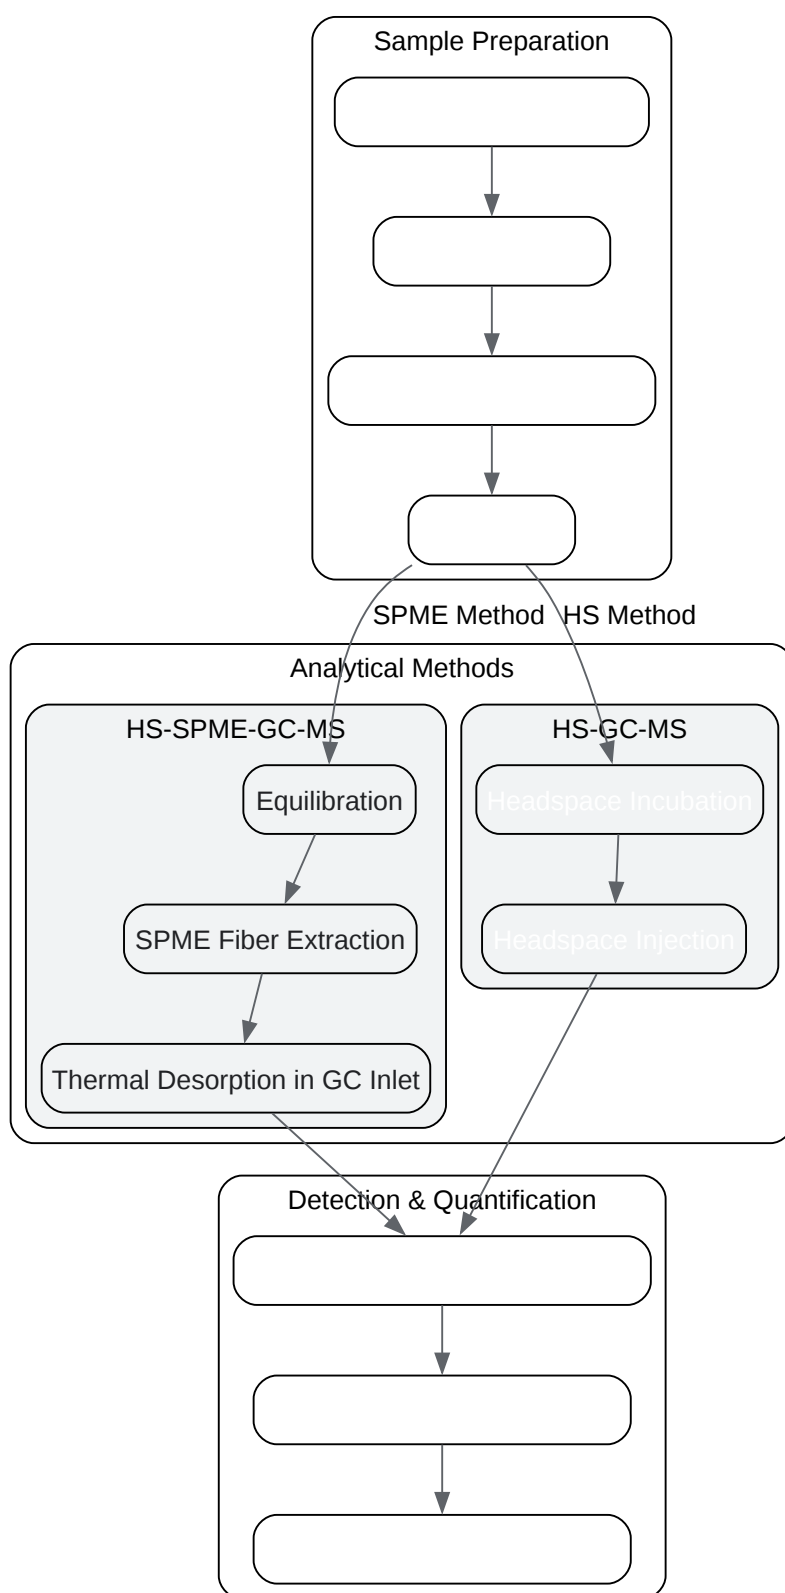 Sample Preparation
SPME Method
HS Method
Analytical Methods
HS-SPME-GC-MS
HS-GC-MS
Equilibration
Headspace Incubation
SPME Fiber Extraction
Headspace Injection
Thermal Desorption in GC Inlet
Detection & Quantification